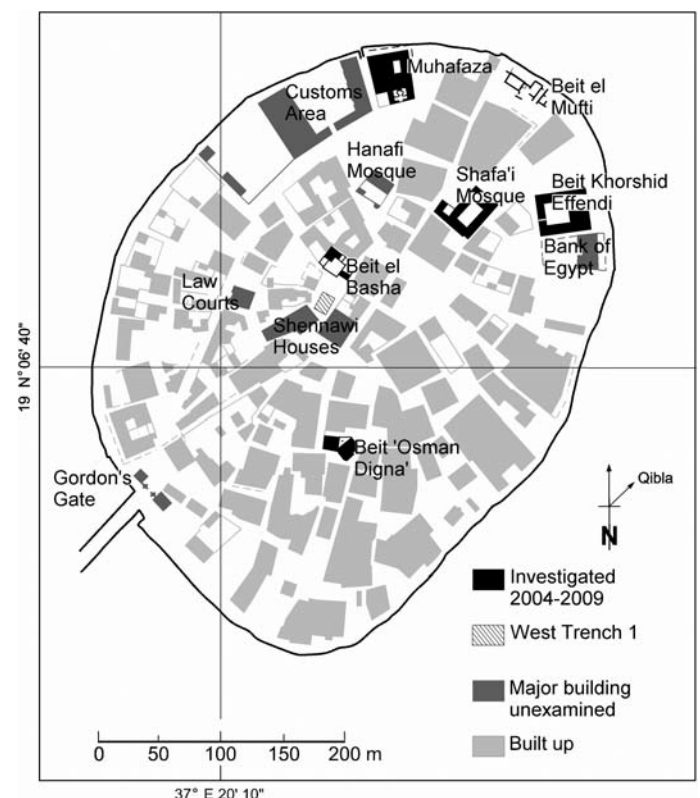 Muhafaza
Customs
Area
Beit el
Mufti
Hanafi
Mosque
Shafa'i
Mosque
Beit Khorshid
Effendi
Bank of
Egypt
Beit el
Basha
Law
Courts
Shennawi
Houses
19 N° 06' 40"
Beit 'Osman
Digna'
Gordon's
Gate
Qibla
N
Investigated
2004-2009
West Trench 1
Major building
unexamined
Built up
0 50 100 150 200 m
37° E 20' 10"